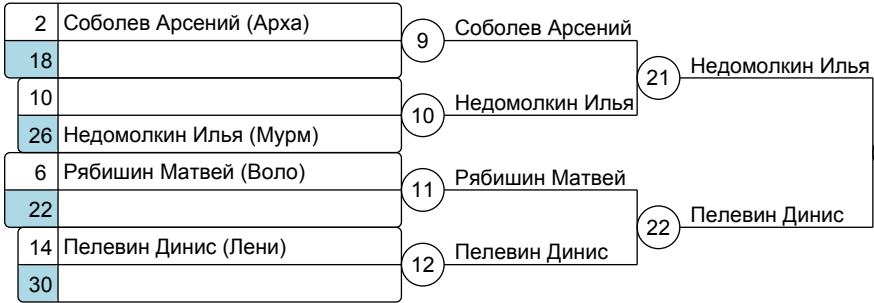 2 Соболев Арсений (Арха)
18
9 Соболев Арсений
10
26 Недомолкин Илья (Мурм)
10 Недомолкин Илья
21 Недомолкин Илья
6 Рябишин Матвей (Воло)
22
11 Рябишин Матвей
14 Пелевин Динис (Лени)
30
12 Пелевин Динис
22 Пелевин Динис